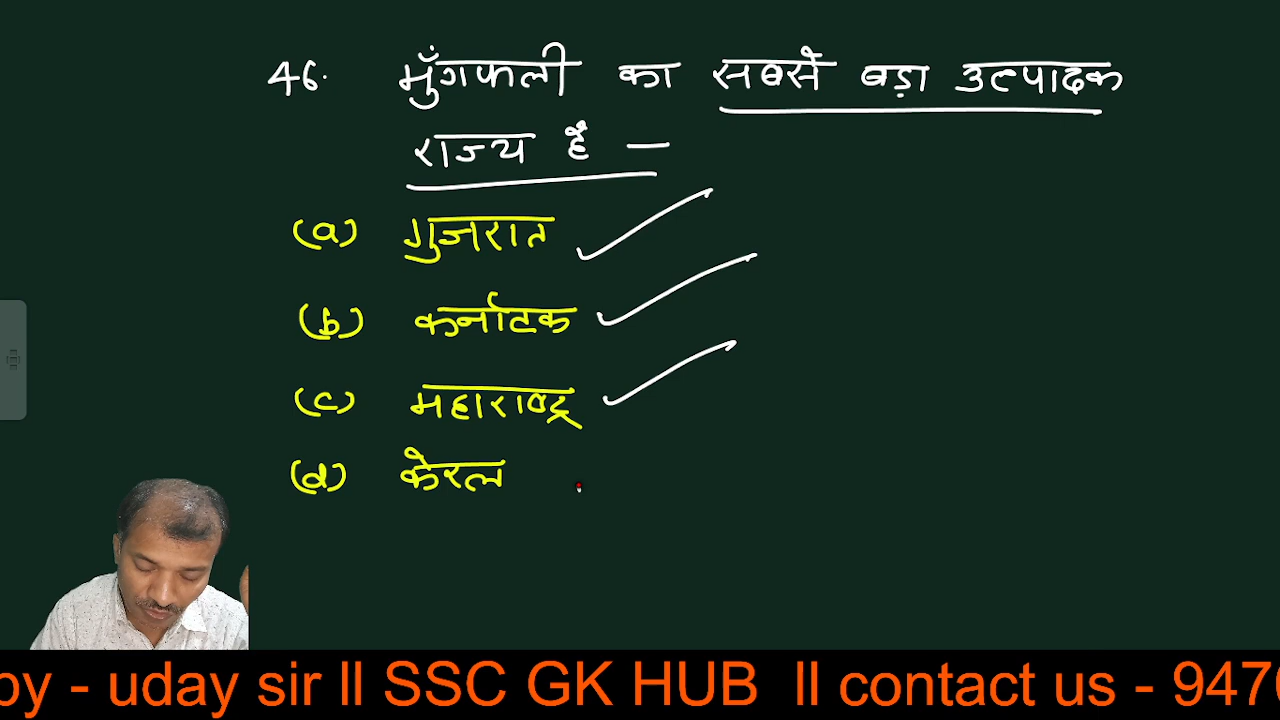 46. मुँगफली का सबसे बड़ा उत्पादक
राज्य है —
(a) गुजरात
(b) कर्नाटक
(c) महाराष्ट्र
(d) केरल
by - uday sir ll SSC GK HUB ll contact us - 9470